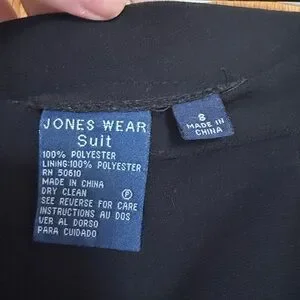 JONES WEAR
Suit
100% POLYESTER
LINING:100% POLYESTER
RN 50610
MADE IN CHINA
DRY CLEAN Ⓟ
SEE REVERSE FOR CARE
INSTRUCTIONS AU DOS
VER AL DORSO
PARA CUIDADO
8
MADE IN
CHINA